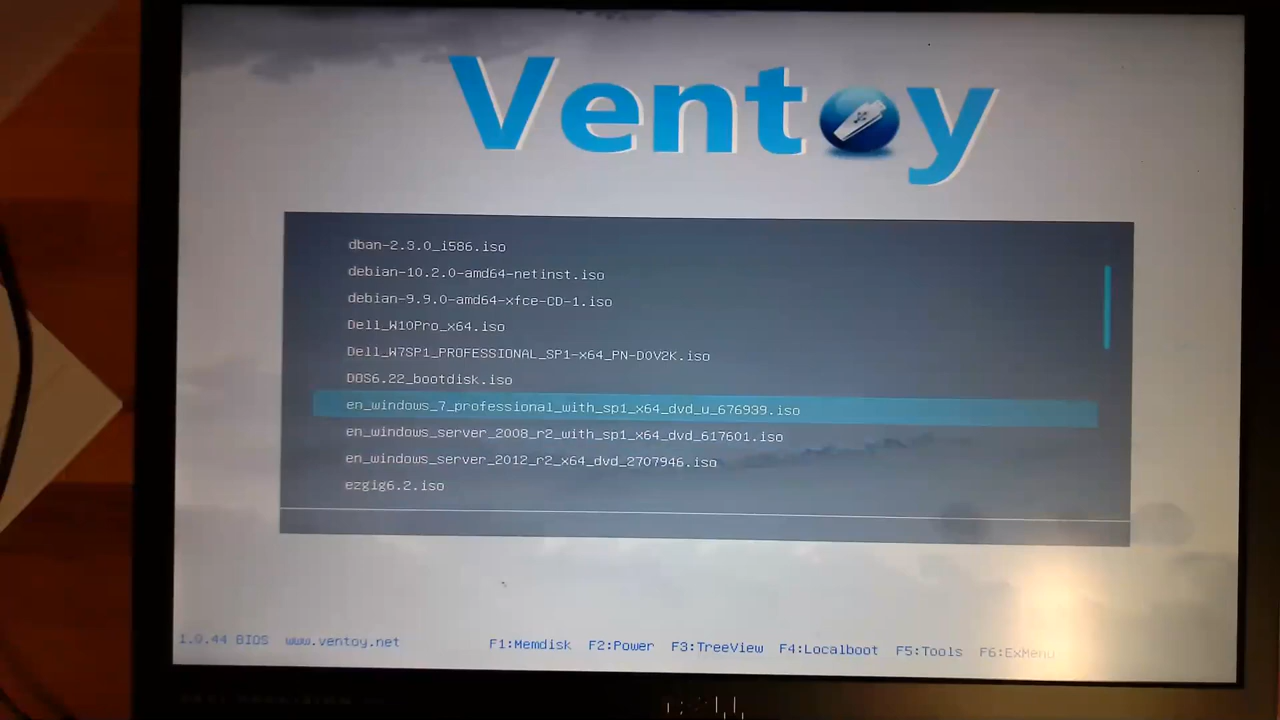 Ventoy
dban-2.3.0_i586.iso
debian-10.2.0-amd64-netinst.iso
debian-9.9.0-amd64-xfce-CD-1.iso
Dell_W10Pro_x64.iso
Dell_W7SP1_PROFESSIONAL_SP1-x64_PN-D0V2K.iso
DOS6.22_bootdisk.iso
en_windows_7_professional_with_sp1_x64_dvd_u_676939.iso
en_windows_server_2008_r2_with_sp1_x64_dvd_617601.iso
en_windows_server_2012_r2_x64_dvd_2707946.iso
ezgig6.2.iso
1.0.44 BIOS www.ventoy.net F1:Memdisk F2:Power F3:TreeView F4:Localboot F5:Tools F6:ExMenu